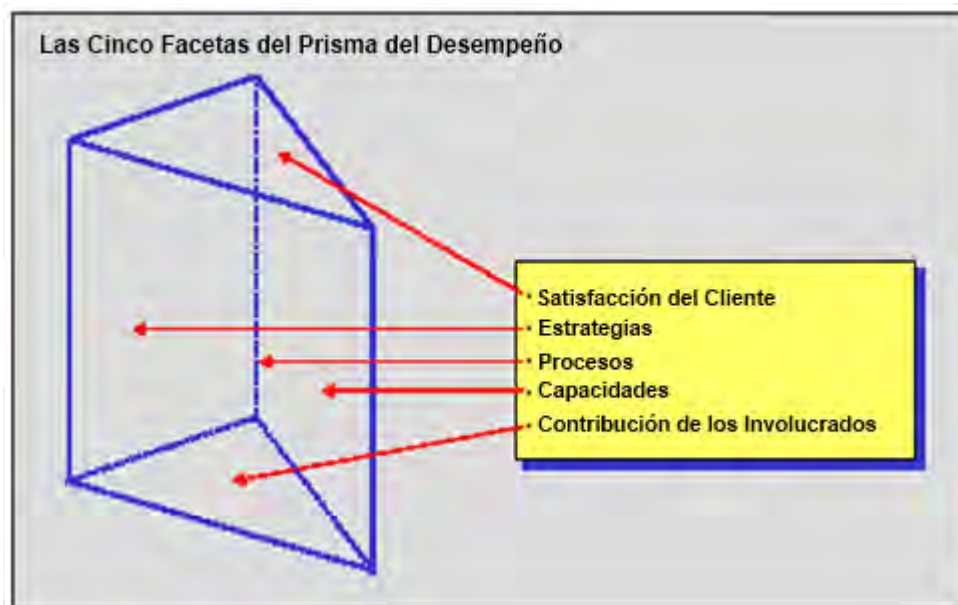 Las Cinco Facetas del Prisma del Desempeño
· Satisfacción del Cliente
· Estrategias
· Procesos
· Capacidades
· Contribución de los Involucrados